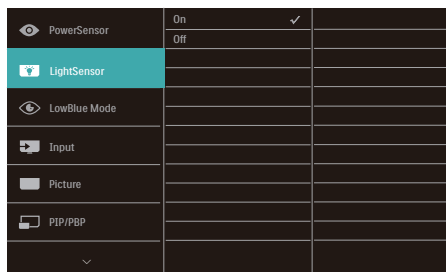 PowerSensor
On
Off
LightSensor
LowBlue Mode
Input
Picture
PIP/PBP